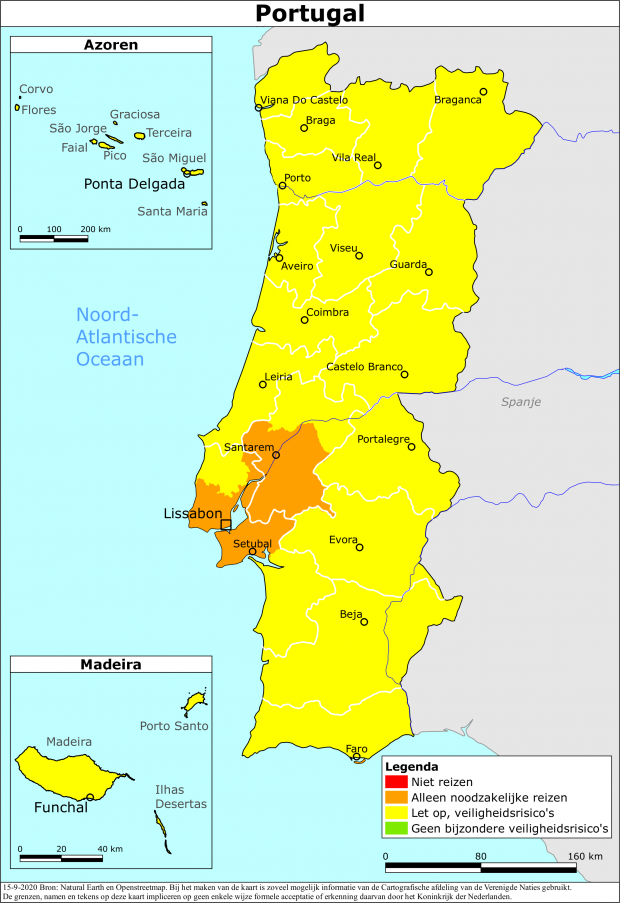 Portugal
Azoren
Corvo
Flores
Graciosa
São Jorge
Terceira
Faial
Pico
São Miguel
Ponta Delgada
Santa Maria
0 100 200 km
Viana Do Castelo
Braganca
Braga
Vila Real
Porto
Viseu
Guarda
Aveiro
Coimbra
Noord-
Atlantische
Oceaan
Castelo Branco
Leiria
Spanje
Portalegre
Santarem
Lissabon
Setubal
Evora
Beja
Faro
Madeira
Porto Santo
Madeira
Ilhas
Desertas
Funchal
0 20 40 km
Legenda
Niet reizen
Alleen noodzakelijke reizen
Let op, veiligheidsrisico's
Geen bijzondere veiligheidsrisico's
0 80 160 km
15-9-2020 Bron: Natural Earth en Openstreetmap. Bij het maken van de kaart is zoveel mogelijk informatie van de Cartografische afdeling van de Verenigde Naties gebruikt.
De grenzen, namen en tekens op deze kaart impliceren op geen enkele wijze formele acceptatie of erkenning daarvan door het Koninkrijk der Nederlanden.